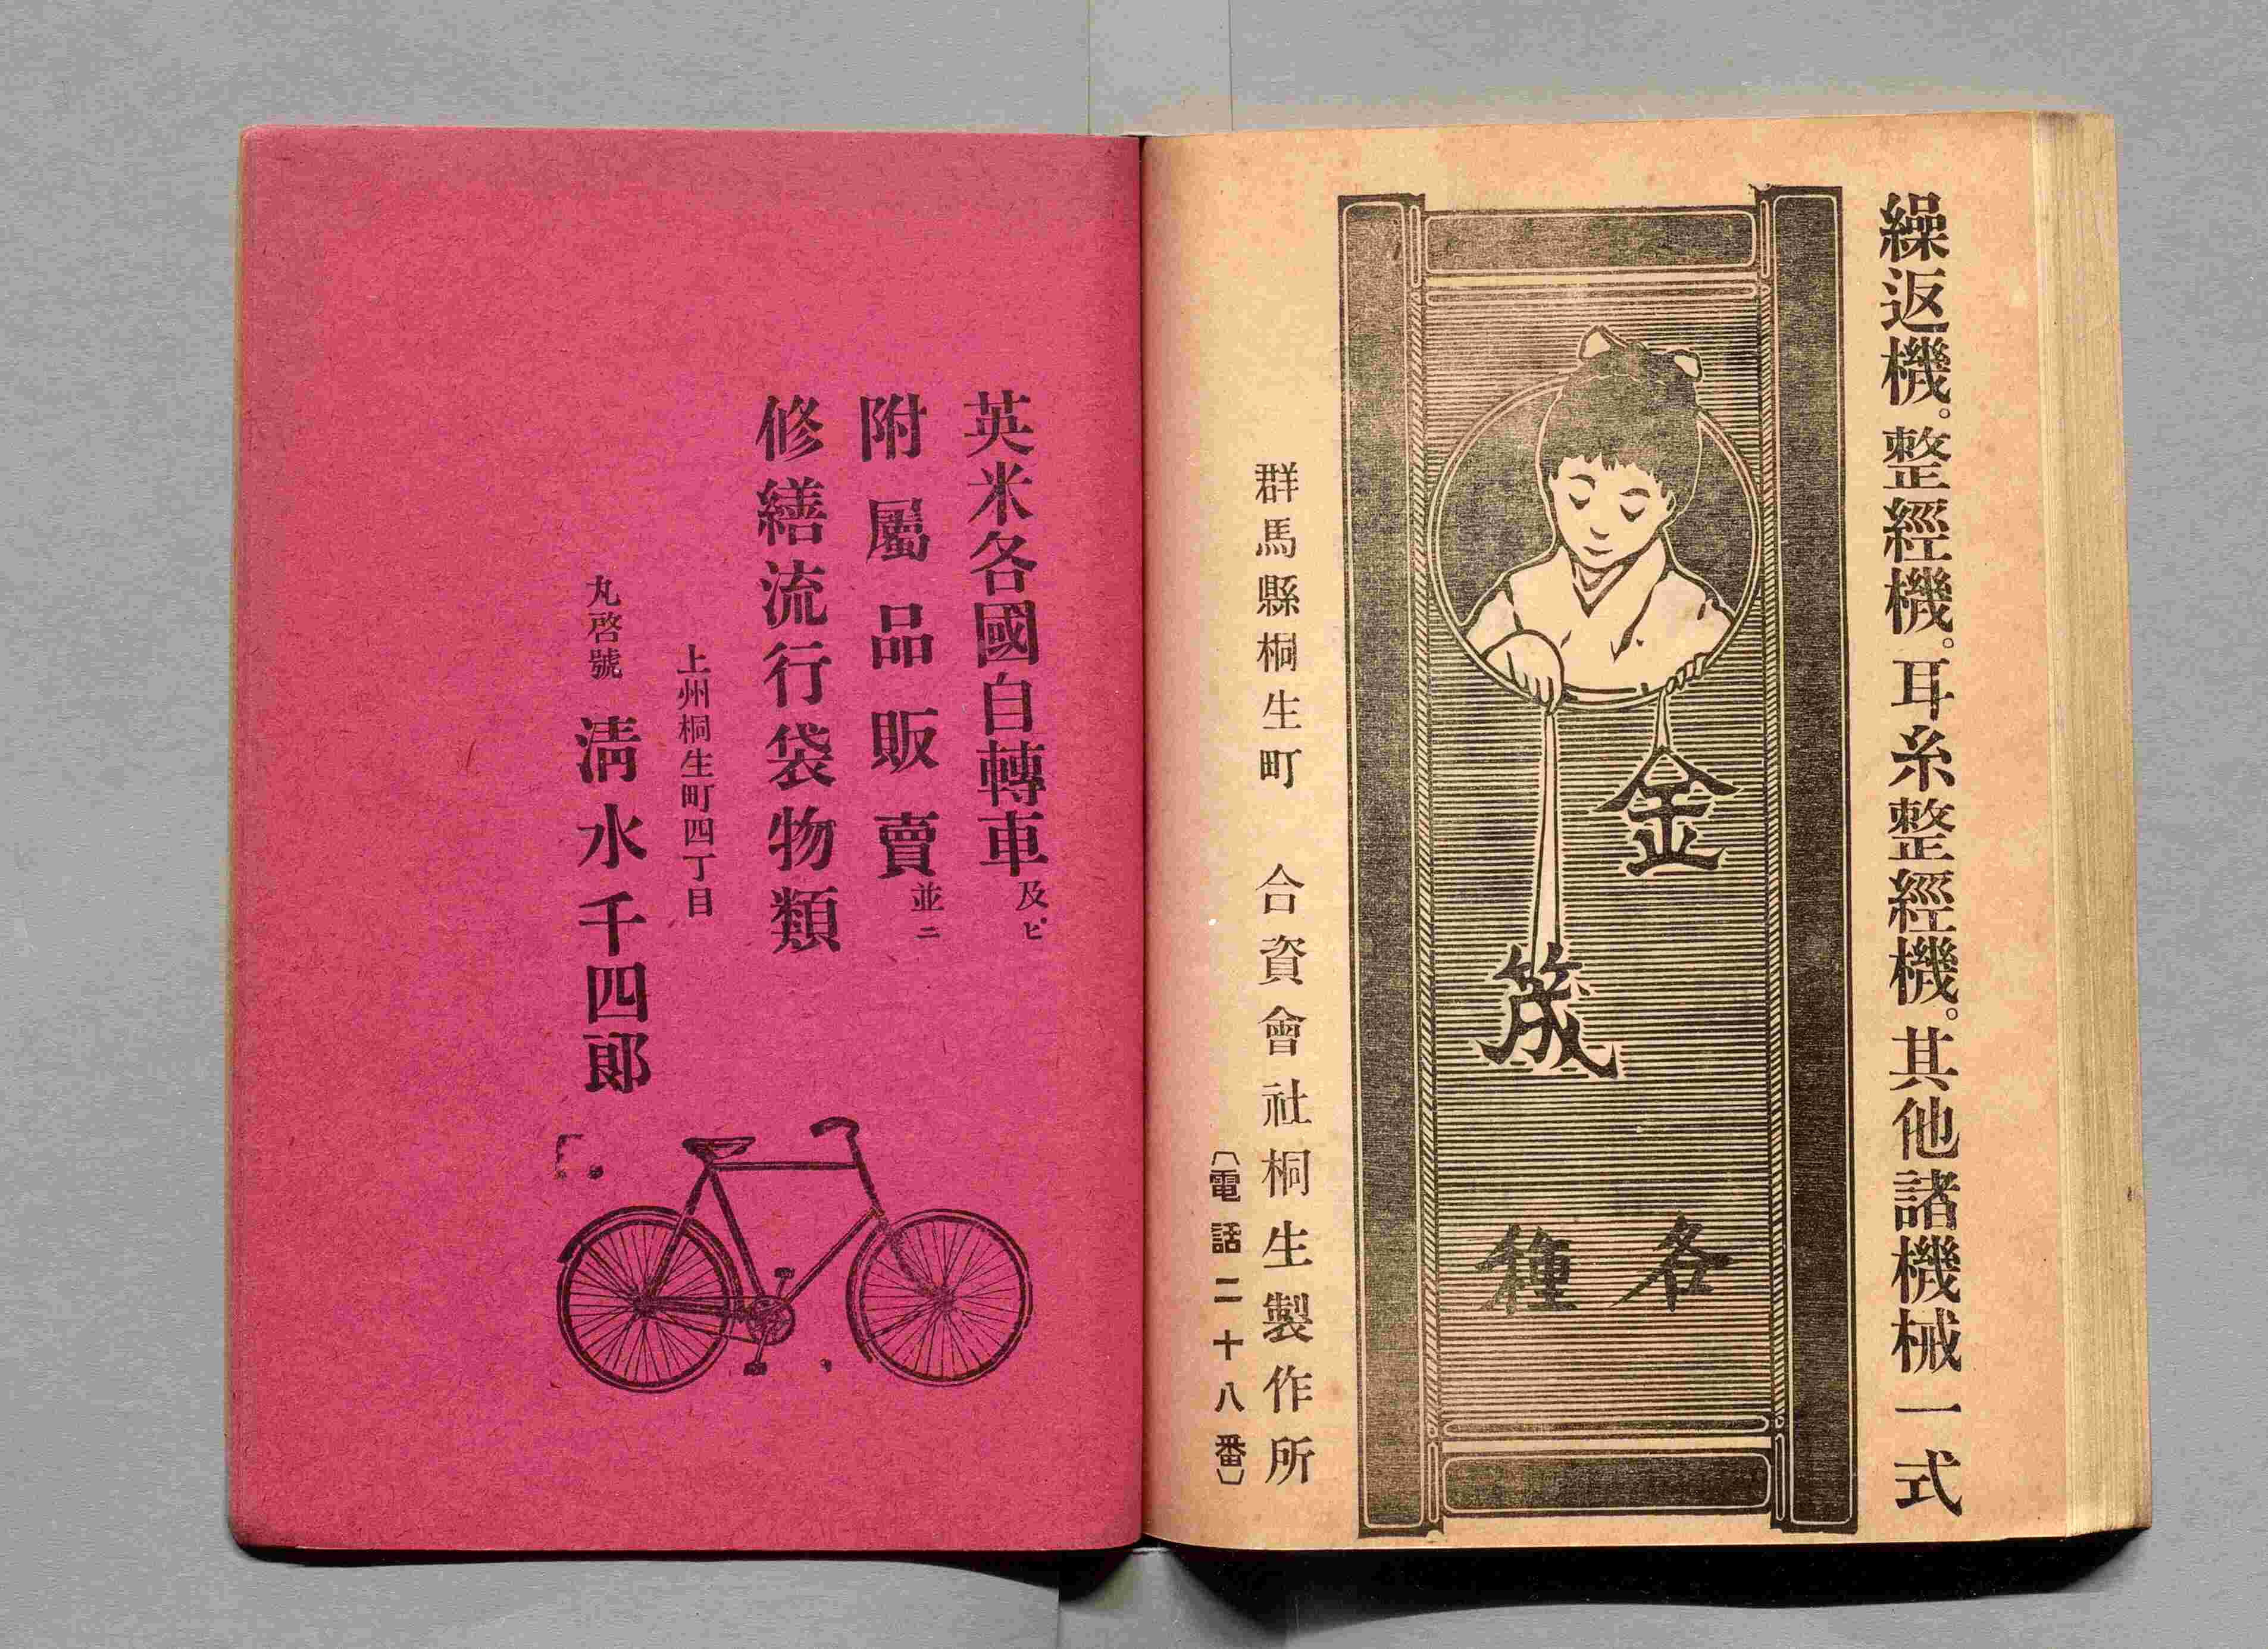 繰返機。整經機。耳糸整經機。其他諸機械一式
金
筬
各種
群馬縣桐生町　合資會社桐生製作所
〔電話二十八番〕
英米各國自轉車及ヒ
附屬品販賣並ニ
修繕流行袋物類
上州桐生町四丁目
丸啓號　淸水千四郞